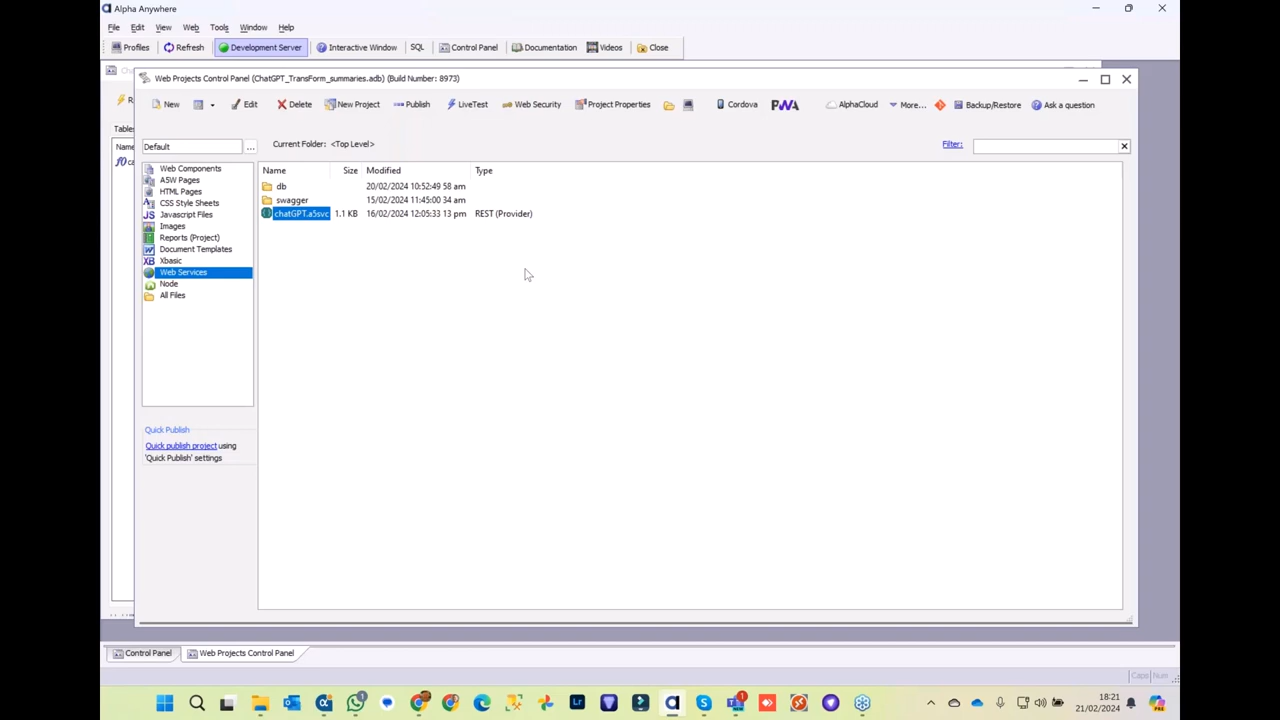 Alpha Anywhere
File Edit View Web Tools Window Help
Profiles Refresh Development Server Interactive Window SQL Control Panel Documentation Videos Close
Web Projects Control Panel (ChatGPT_TransForm_summaries.adb) (Build Number: 8973)
New Edit Delete New Project Publish LiveTest Web Security Project Properties Cordova PWA AlphaCloud More... Backup/Restore Ask a question
Tables
Default ... Current Folder: <Top Level> Filter:
Name
Web Components
A5W Pages
HTML Pages
CSS Style Sheets
JS Javascript Files
Images
Reports (Project)
Document Templates
XB Xbasic
Web Services
Node
All Files
Name Size Modified Type
db 20/02/2024 10:52:49 58 am
swagger 15/02/2024 11:45:00 34 am
chatGPT.a5svc 1.1 KB 16/02/2024 12:05:33 13 pm REST (Provider)
Quick Publish
Quick publish project using
'Quick Publish' settings
Control Panel Web Projects Control Panel
Caps Num
18:21
21/02/2024